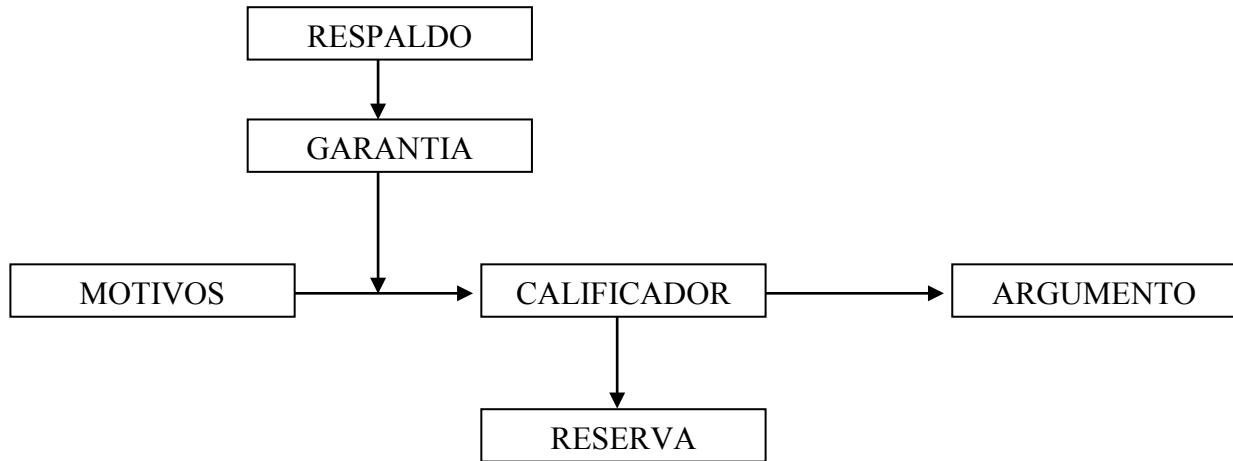 RESPALDO
GARANTIA
MOTIVOS
CALIFICADOR
ARGUMENTO
RESERVA